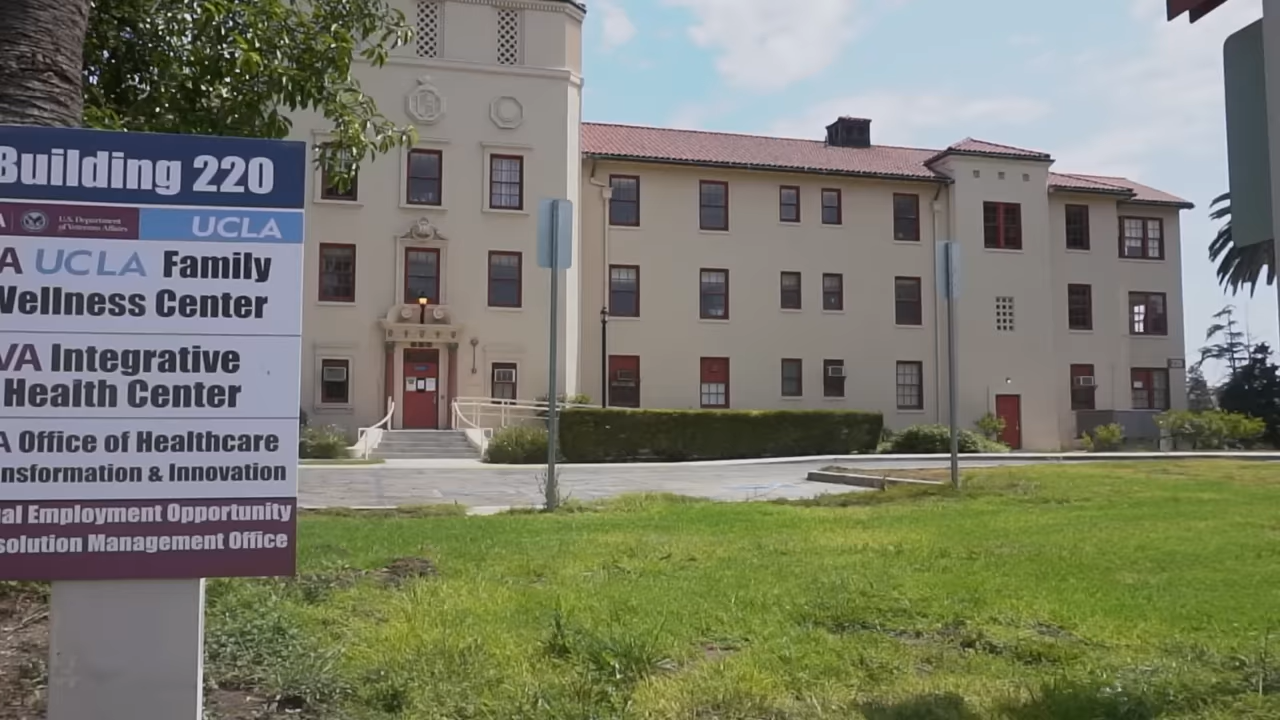 Building 220
A U.S. Department of Veterans Affairs UCLA
A UCLA Family
Wellness Center
VA Integrative
Health Center
A Office of Healthcare
nsformation & Innovation
al Employment Opportunity
solution Management Office